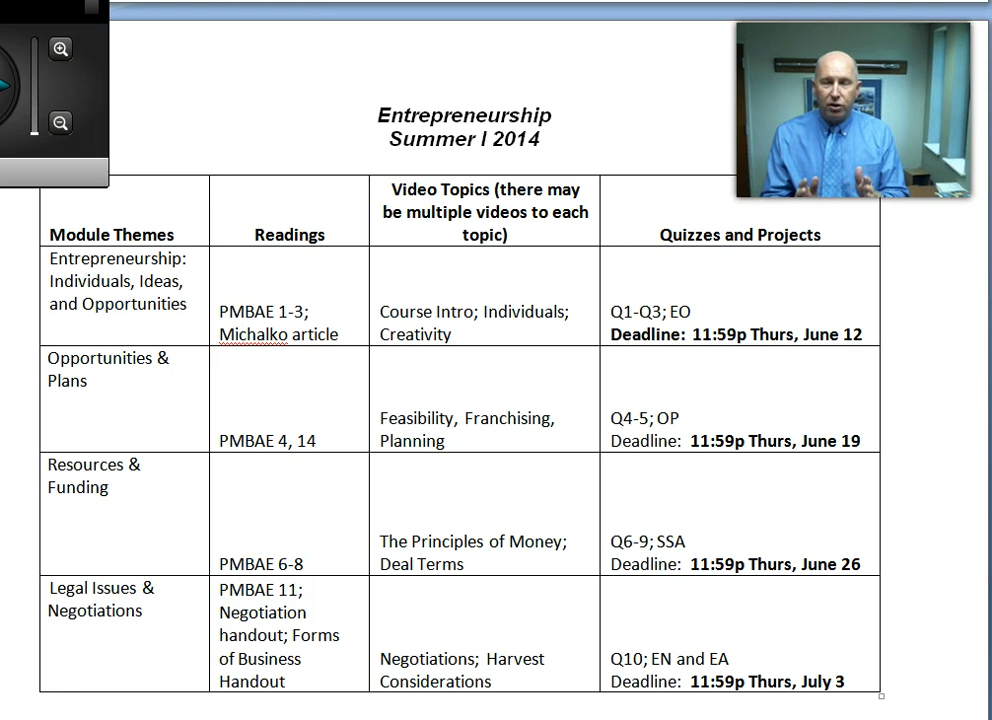 Entrepreneurship
Summer I 2014
Module Themes
Readings
Video Topics (there may
be multiple videos to each
topic)
Quizzes and Projects
Entrepreneurship:
Individuals, Ideas,
and Opportunities
PMBAE 1-3;
Michalko article
Course Intro; Individuals;
Creativity
Q1-Q3; EO
Deadline: 11:59p Thurs, June 12
Opportunities &
Plans
PMBAE 4, 14
Feasibility, Franchising,
Planning
Q4-5; OP
Deadline: 11:59p Thurs, June 19
Resources &
Funding
PMBAE 6-8
The Principles of Money;
Deal Terms
Q6-9; SSA
Deadline: 11:59p Thurs, June 26
Legal Issues &
Negotiations
PMBAE 11;
Negotiation
handout; Forms
of Business
Handout
Negotiations; Harvest
Considerations
Q10; EN and EA
Deadline: 11:59p Thurs, July 3